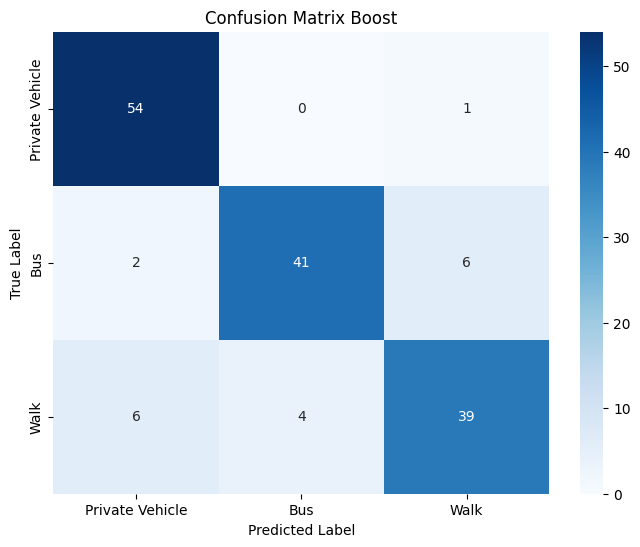 Confusion Matrix Boost
Private Vehicle
54
0
1
Bus
2
41
6
Walk
6
4
39
True Label
Private Vehicle
Bus
Walk
Predicted Label
50
40
30
20
10
0